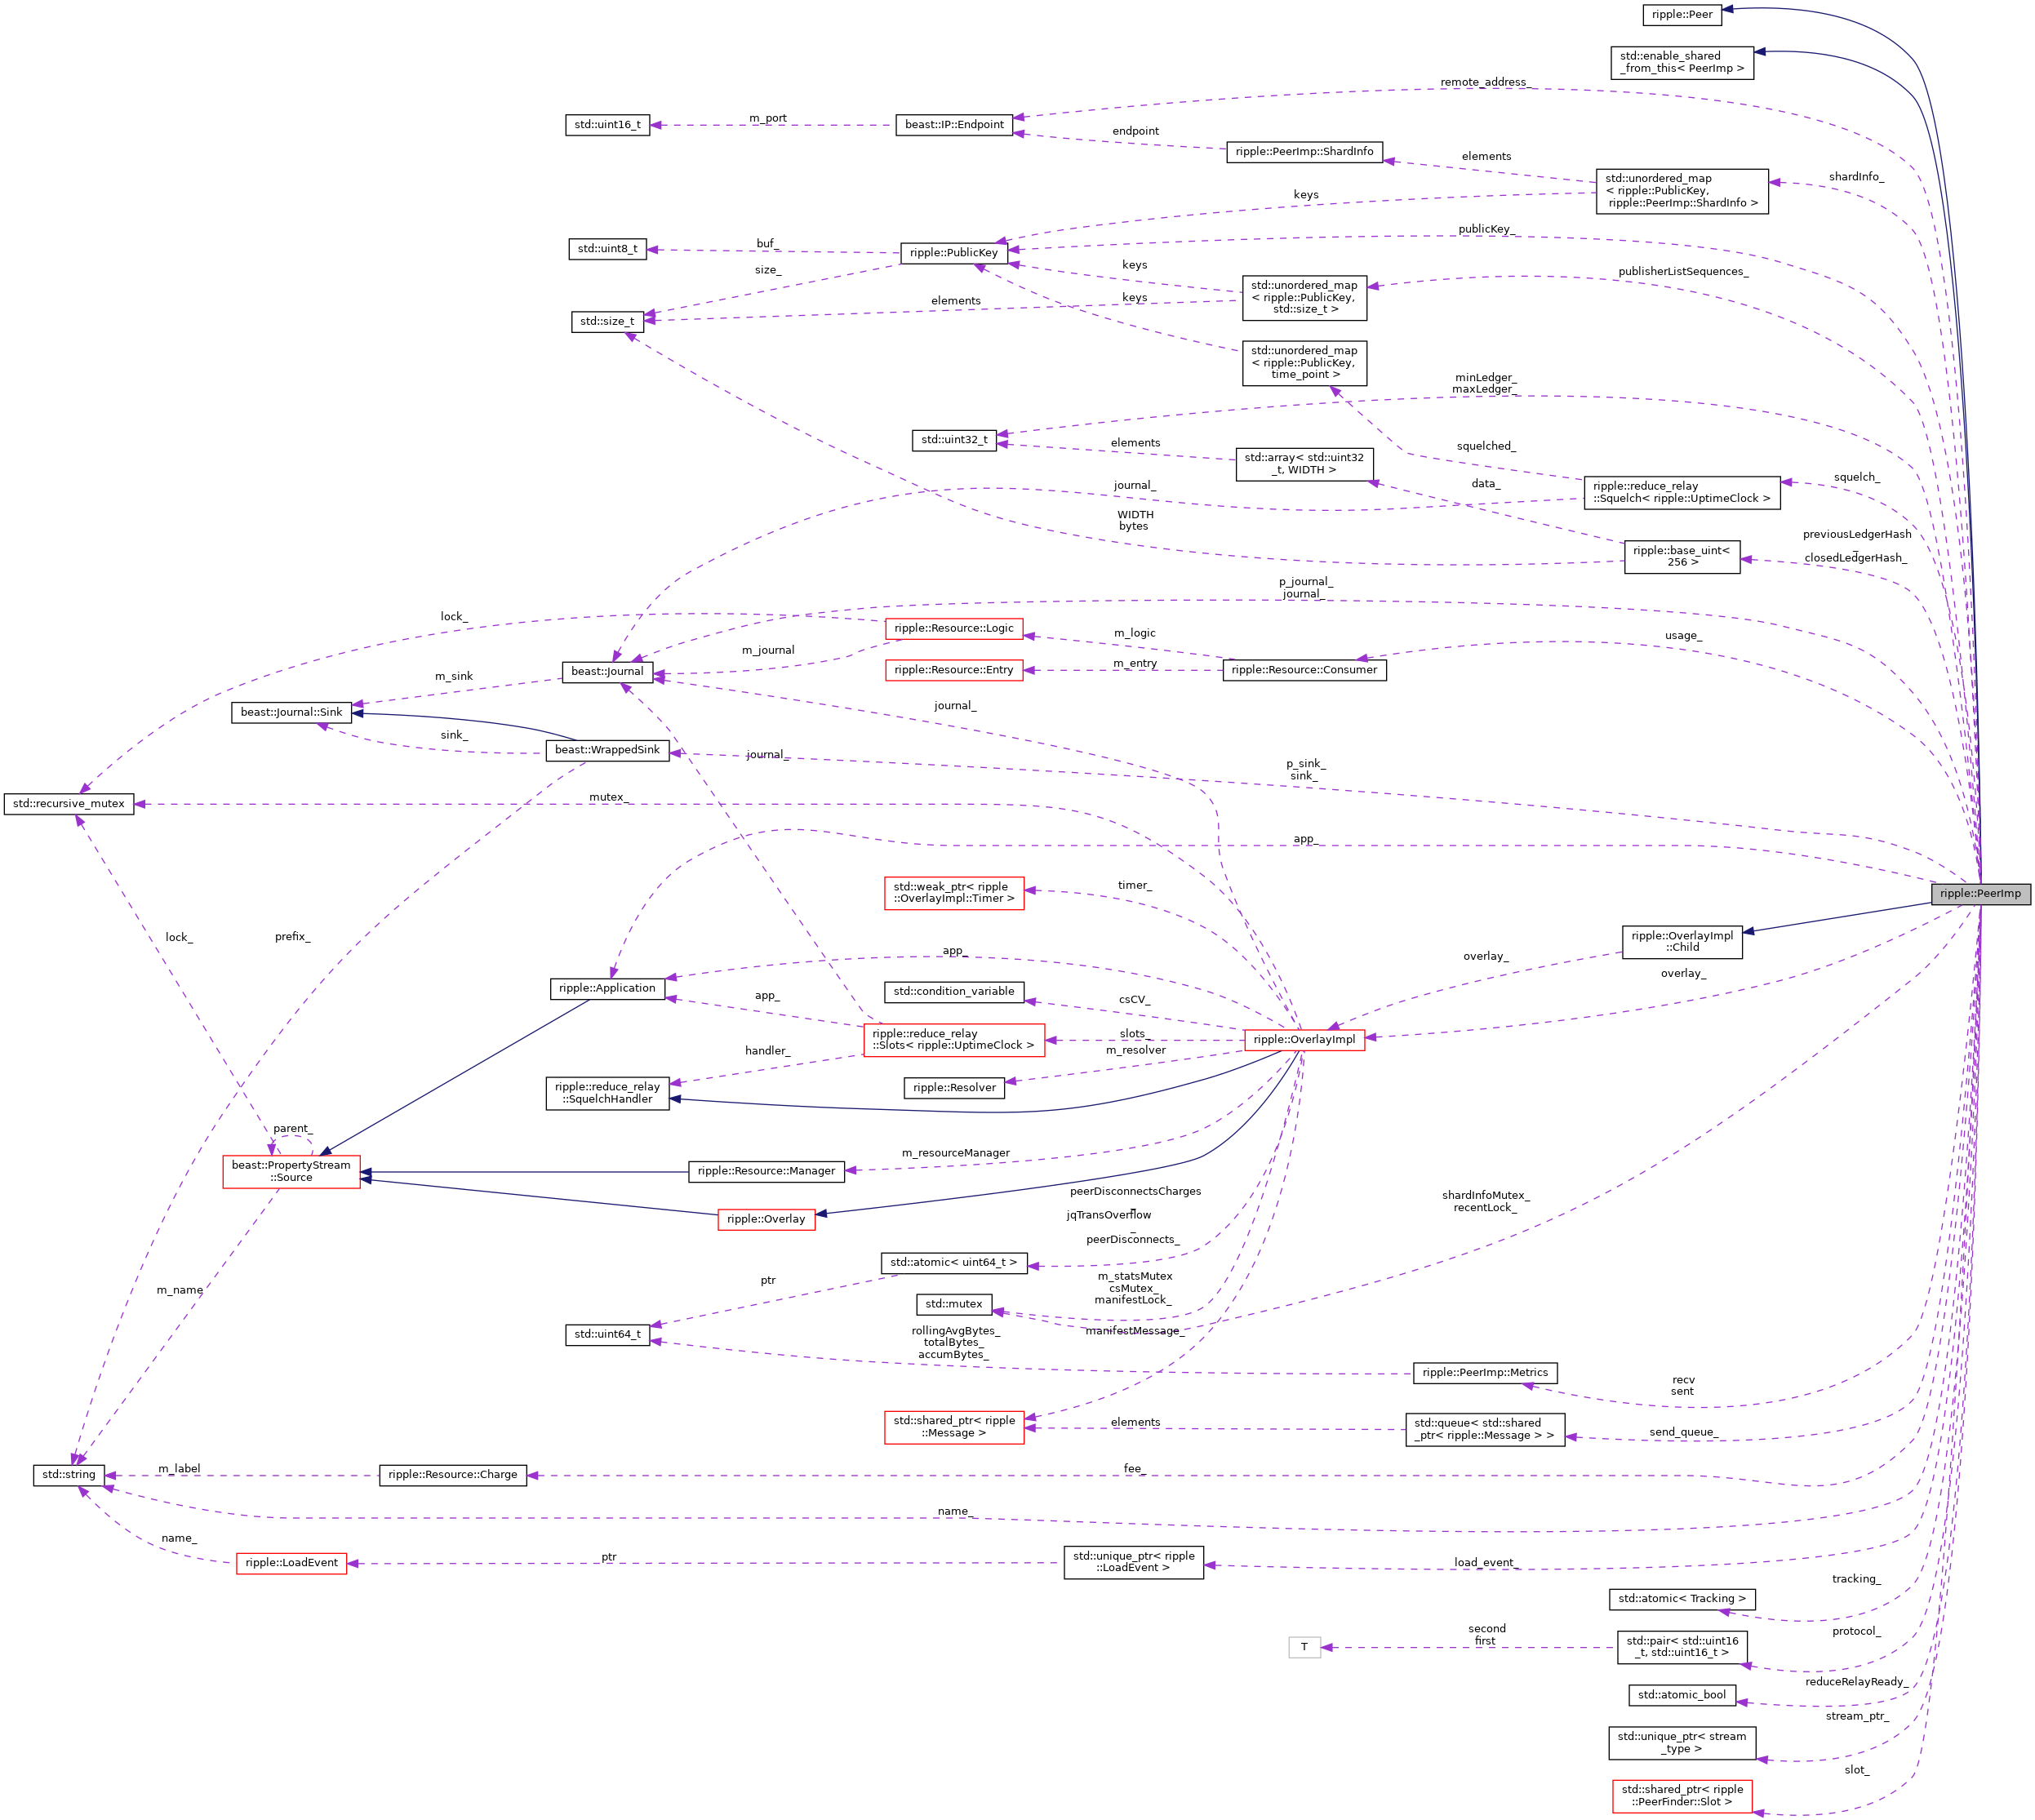 ripple::Peer
std::enable_shared
_from_this< PeerImp >
remote_address_
std::uint16_t
m_port
beast::IP::Endpoint
endpoint
ripple::PeerImp::ShardInfo
elements
std::unordered_map
< ripple::PublicKey,
ripple::PeerImp::ShardInfo >
shardInfo_
keys
publicKey_
std::uint8_t
buf_
ripple::PublicKey
size_
keys
std::unordered_map
< ripple::PublicKey,
std::size_t >
publisherListSequences_
elements
keys
std::size_t
std::unordered_map
< ripple::PublicKey,
time_point >
minLedger_
maxLedger_
std::uint32_t
elements
std::array< std::uint32
_t, WIDTH >
squelched_
data_
ripple::reduce_relay
::Squelch< ripple::UptimeClock >
squelch_
journal_
WIDTH
bytes
ripple::base_uint<
256 >
previousLedgerHash
_
closedLedgerHash_
p_journal_
journal_
lock_
ripple::Resource::Logic
m_logic
usage_
m_journal
beast::Journal
ripple::Resource::Entry
m_entry
ripple::Resource::Consumer
m_sink
beast::Journal::Sink
journal_
sink_
beast::WrappedSink
journal_
p_sink_
sink_
std::recursive_mutex
mutex_
app_
std::weak_ptr< ripple
::OverlayImpl::Timer >
timer_
ripple::PeerImp
lock_
prefix_
ripple::OverlayImpl
::Child
overlay_
overlay_
app_
ripple::Application
app_
std::condition_variable
csCV_
ripple::reduce_relay
::Slots< ripple::UptimeClock >
slots_
ripple::OverlayImpl
handler_
m_resolver
ripple::reduce_relay
::SquelchHandler
ripple::Resolver
parent_
beast::PropertyStream
::Source
m_resourceManager
ripple::Resource::Manager
ripple::Overlay
peerDisconnectsCharges
_
jqTransOverflow
_
peerDisconnects_
shardInfoMutex_
recentLock_
std::atomic< uint64_t >
m_name
ptr
std::mutex
m_statsMutex
csMutex_
manifestLock_
std::uint64_t
rollingAvgBytes_
totalBytes_
accumBytes_
manifestMessage_
ripple::PeerImp::Metrics
recv
sent
std::shared_ptr< ripple
::Message >
elements
std::queue< std::shared
_ptr< ripple::Message > >
send_queue_
std::string
m_label
ripple::Resource::Charge
fee_
name_
name_
ripple::LoadEvent
ptr
std::unique_ptr< ripple
::LoadEvent >
load_event_
std::atomic< Tracking >
tracking_
T
second
first
std::pair< std::uint16
_t, std::uint16_t >
protocol_
std::atomic_bool
reduceRelayReady_
std::unique_ptr< stream
_type >
stream_ptr_
std::shared_ptr< ripple
::PeerFinder::Slot >
slot_